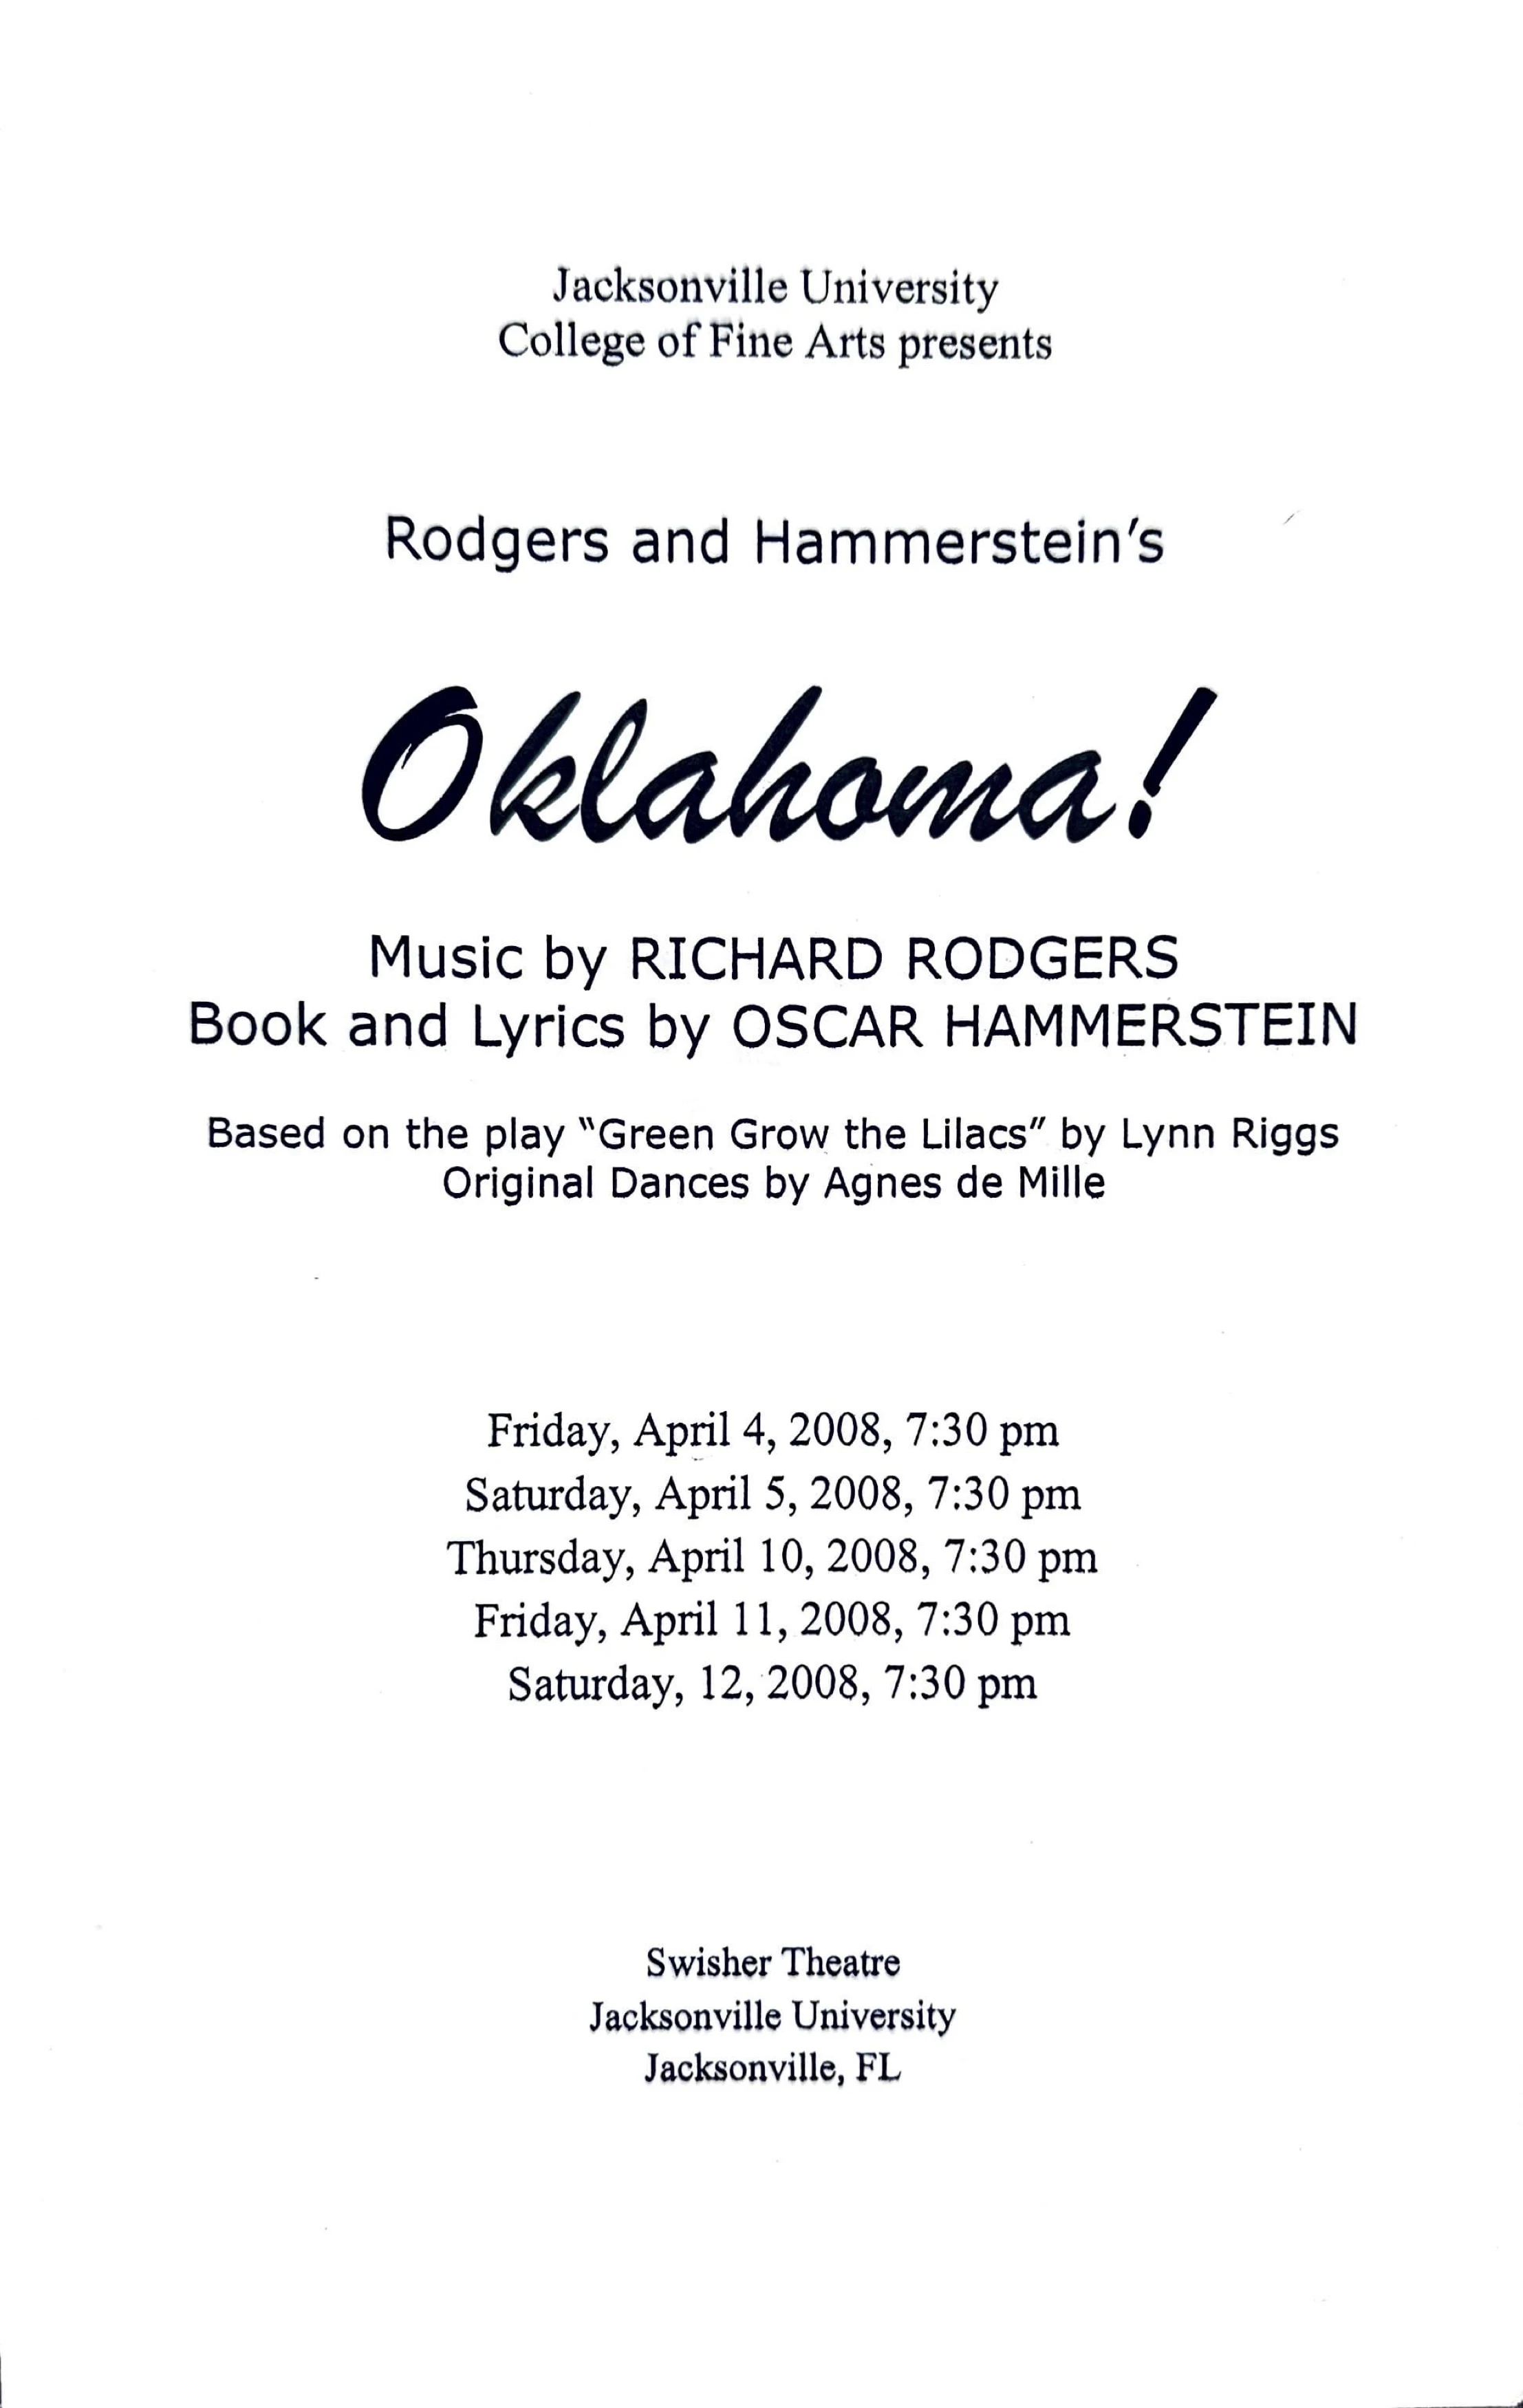 Jacksonville University
College of Fine Arts presents
Rodgers and Hammerstein's
Oklahoma!
Music by RICHARD RODGERS
Book and Lyrics by OSCAR HAMMERSTEIN
Based on the play "Green Grow the Lilacs" by Lynn Riggs
Original Dances by Agnes de Mille
Friday, April 4, 2008, 7:30 pm
Saturday, April 5, 2008, 7:30 pm
Thursday, April 10, 2008, 7:30 pm
Friday, April 11, 2008, 7:30 pm
Saturday, 12, 2008, 7:30 pm
Swisher Theatre
Jacksonville University
Jacksonville, FL